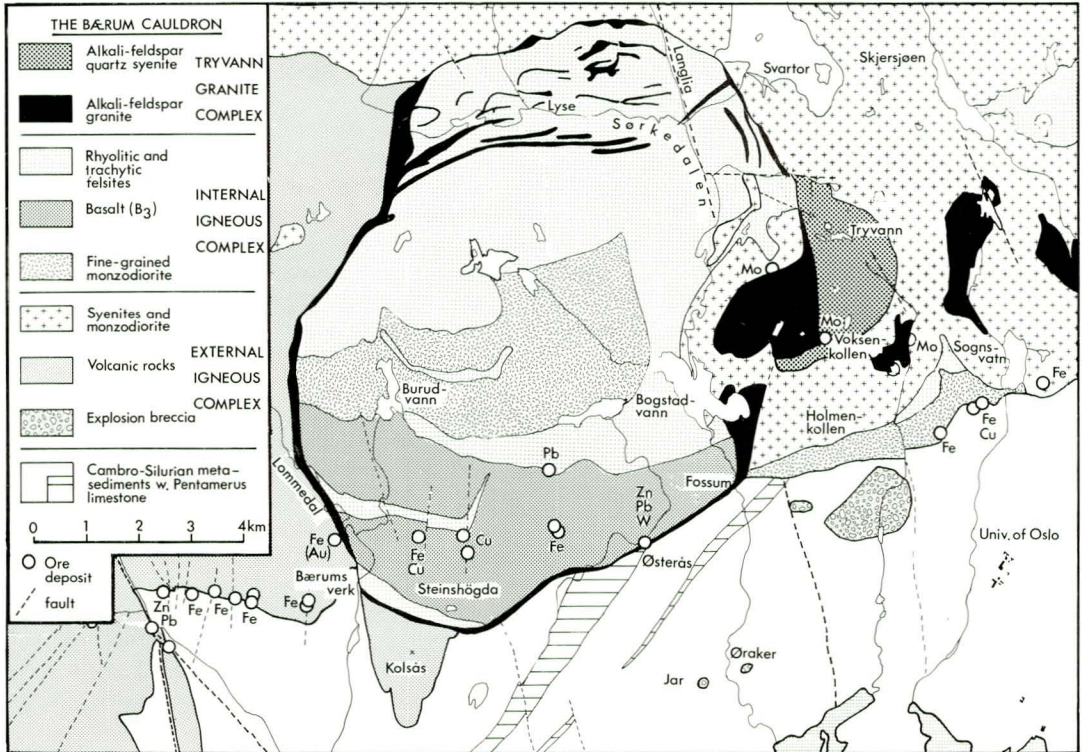 THE BÆRUM CAULDRON
Alkali-feldspar
quartz syenite
TRYVANN
GRANITE
COMPLEX
Alkali-feldspar
granite
Rhyolitic and
trachytic
felsites
INTERNAL
IGNEOUS
COMPLEX
Basalt (B3)
Fine-grained
monzodiorite
Syenites and
monzodiorite
EXTERNAL
IGNEOUS
COMPLEX
Volcanic rocks
Explosion breccia
Cambro-Silurian meta-
sediments w. Pentamerus
limestone
0 1 2 3 4km
Ore
deposit
fault
Langlia
Svartor
Skjersjøen
Lyse
Sørkedalen
Tryvann
Mo
Mo
Voksen-
kollen
Mo
Sogns-
vatn
Fe
Burud-
vann
Bogstad-
vann
Holmen-
kollen
Fe
Cu
Fe
Pb
Lommedal
Fossum
Zn
Pb
W
Fe
(Au)
Fe
Cu
Cu
Fe
Østerås
Univ. of Oslo
Bærums
verk
Steinshögda
Zn
Pb
Fe
Fe
Fe
Fe
Kolsås
Øraker
Jar